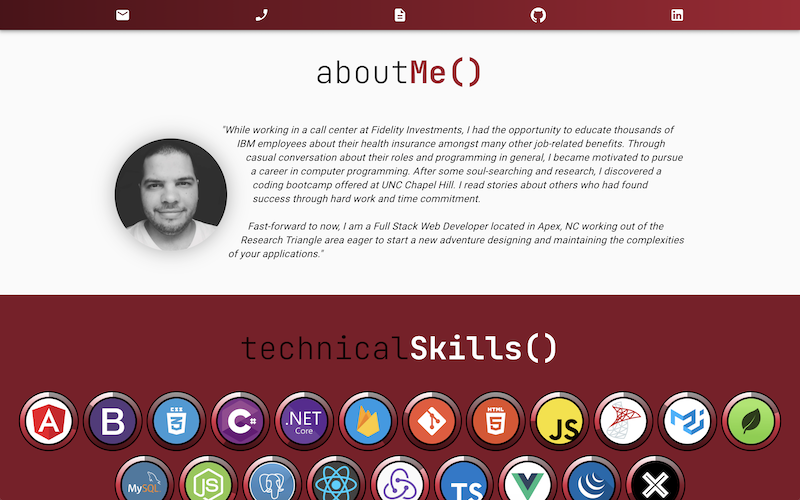 aboutMe()
"While working in a call center at Fidelity Investments, I had the opportunity to educate thousands of
IBM employees about their health insurance amongst many other job-related benefits. Through
casual conversation about their roles and programming in general, I became motivated to pursue
a career in computer programming. After some soul-searching and research, I discovered a
coding bootcamp offered at UNC Chapel Hill. I read stories about others who had found
success through hard work and time commitment.
Fast-forward to now, I am a Full Stack Web Developer located in Apex, NC working out of the
Research Triangle area eager to start a new adventure designing and maintaining the complexities
of your applications."
technicalSkills()
A B CSS 3 C# .NET Core HTML 5 JS
MySQL JS TS